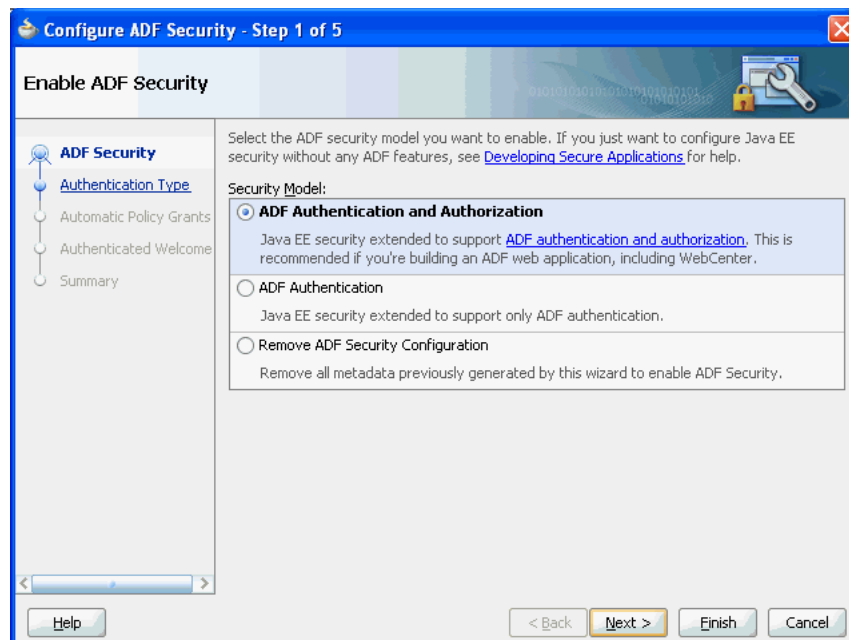 Configure ADF Security - Step 1 of 5
Enable ADF Security
ADF Security
Authentication Type
Automatic Policy Grants
Authenticated Welcome
Summary
Select the ADF security model you want to enable. If you just want to configure Java EE
security without any ADF features, see Developing Secure Applications for help.
Security Model:
ADF Authentication and Authorization
Java EE security extended to support ADF authentication and authorization. This is
recommended if you're building an ADF web application, including WebCenter.
ADF Authentication
Java EE security extended to support only ADF authentication.
Remove ADF Security Configuration
Remove all metadata previously generated by this wizard to enable ADF Security.
Help
< Back
Next >
Finish
Cancel